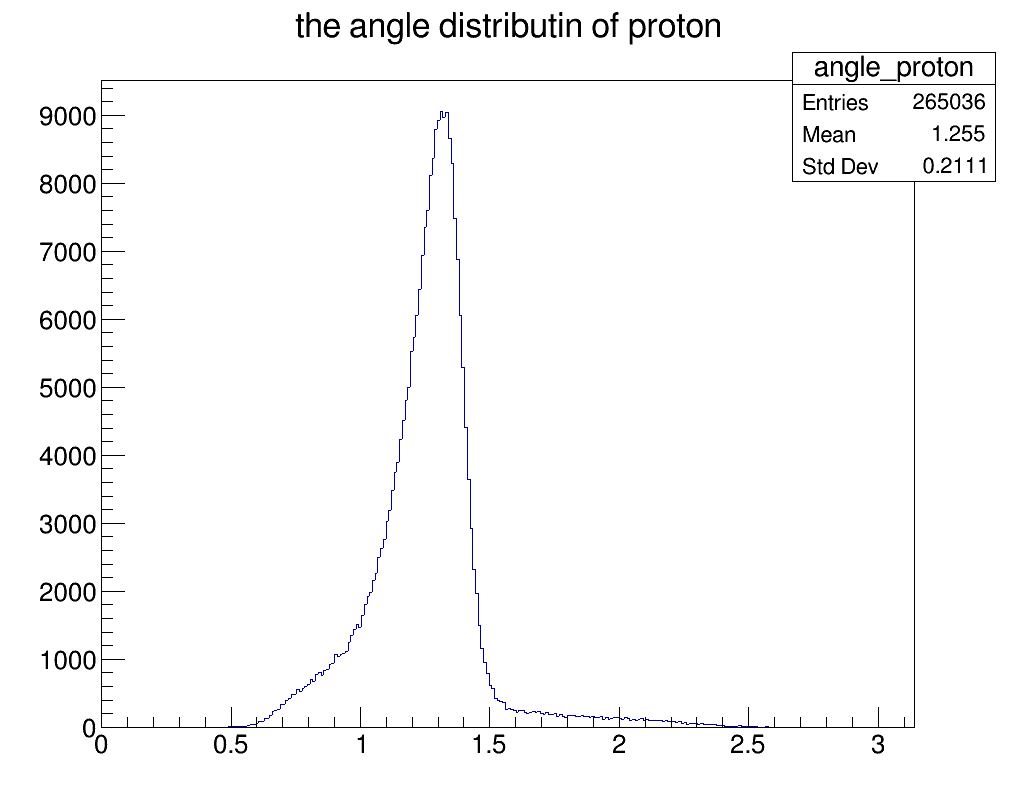 the angle distributin of proton
angle_proton
Entries 265036
Mean 1.255
Std Dev 0.2111
9000
8000
7000
6000
5000
4000
3000
2000
1000
0
0 0.5 1 1.5 2 2.5 3